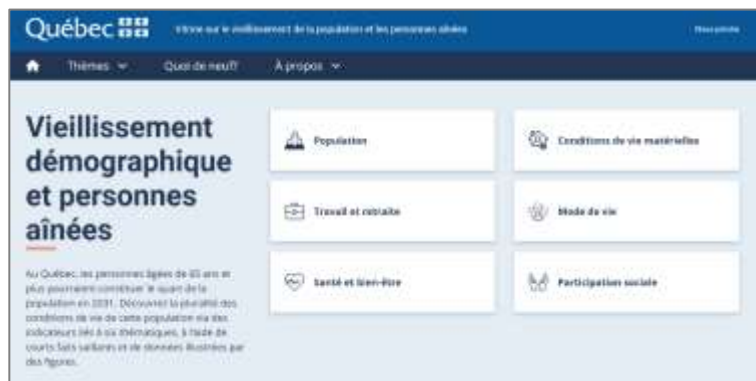 Québec
Vitrine sur le vieillissement de la population et les personnes aînées
Nous joindre
Thèmes
Quoi de neuf?
À propos
Vieillissement
démographique
et personnes
aînées
Au Québec, les personnes âgées de 65 ans et
plus pourraient constituer le quart de la
population en 2031. Découvrez la pluralité des
conditions de vie de cette population via des
indicateurs liés à six thématiques, à l'aide de
courts faits saillants et de données illustrées par
des figures.
Population
Conditions de vie matérielles
Travail et retraite
Mode de vie
Santé et bien-être
Participation sociale